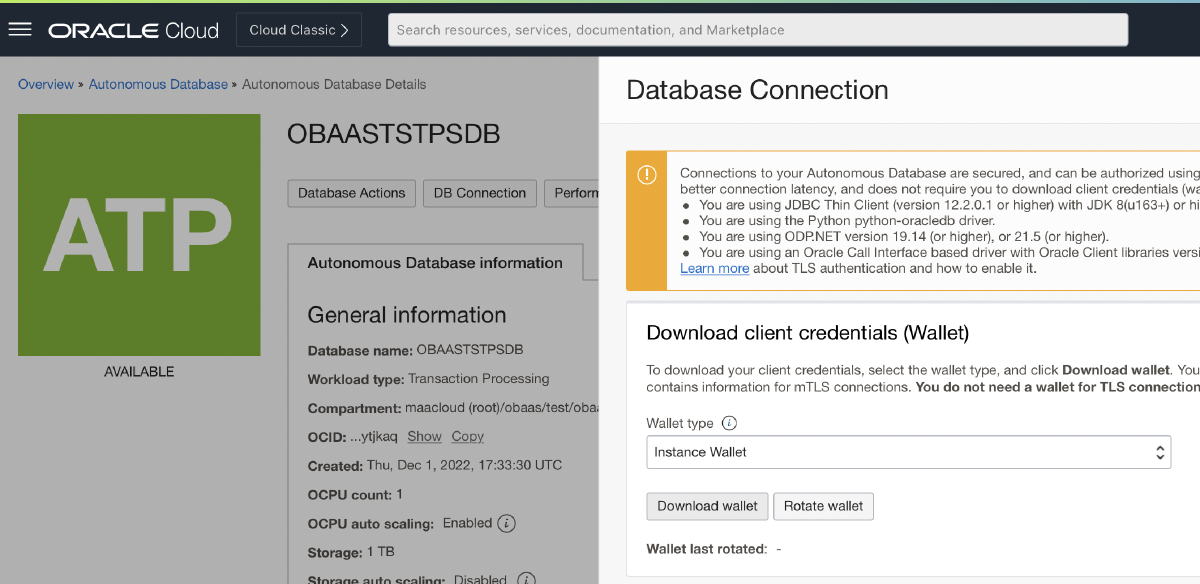 ORACLE Cloud
Cloud Classic
Search resources, services, documentation, and Marketplace
Overview » Autonomous Database » Autonomous Database Details
ATP
AVAILABLE
OBAASTSTPSDB
Database Actions
DB Connection
Autonomous Database information
General information
Database name: OBAASTSTPSDB
Workload type: Transaction Processing
Compartment: maacloud (root)/obaas/test/obaa
OCID: ...ytjkaq Show Copy
Created: Thu, Dec 1, 2022, 17:33:30 UTC
OCPU count: 1
OCPU auto scaling: Enabled
Storage: 1 TB
Storage auto scaling: Disabled
Database Connection
Connections to your Autonomous Database are secured, and can be authorized using
better connection latency, and does not require you to download client credentials (wa
• You are using JDBC Thin Client (version 12.2.0.1 or higher) with JDK 8(u163+) or hi
• You are using the Python python-oracledb driver.
• You are using ODP.NET version 19.14 (or higher), or 21.5 (or higher).
• You are using an Oracle Call Interface based driver with Oracle Client libraries versi
Learn more about TLS authentication and how to enable it.
Download client credentials (Wallet)
To download your client credentials, select the wallet type, and click Download wallet. You
contains information for mTLS connections. You do not need a wallet for TLS connection
Wallet type
Instance Wallet
Download wallet
Rotate wallet
Wallet last rotated: -